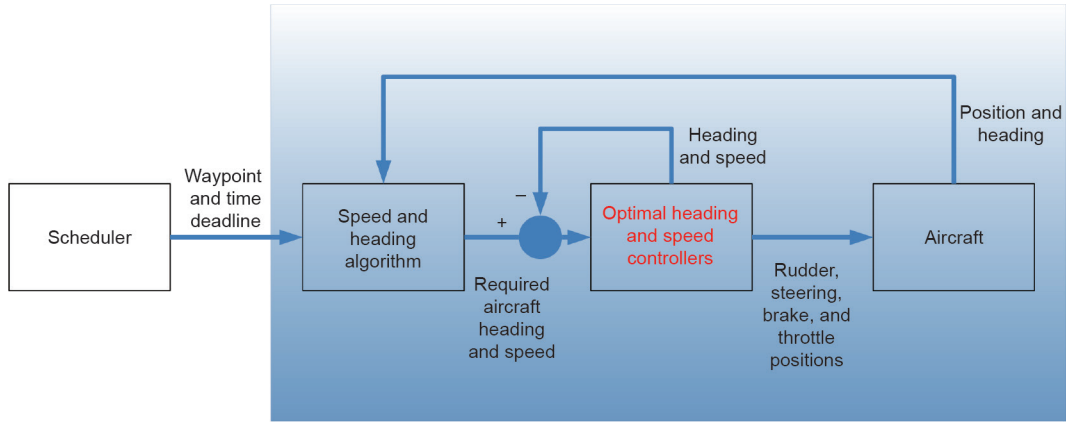 Position and
heading
Heading
and speed
Waypoint
and time
deadline
−
+
Scheduler
Speed and
heading
algorithm
Optimal heading
and speed
controllers
Aircraft
Required
aircraft
heading
and speed
Rudder,
steering,
brake, and
throttle
positions